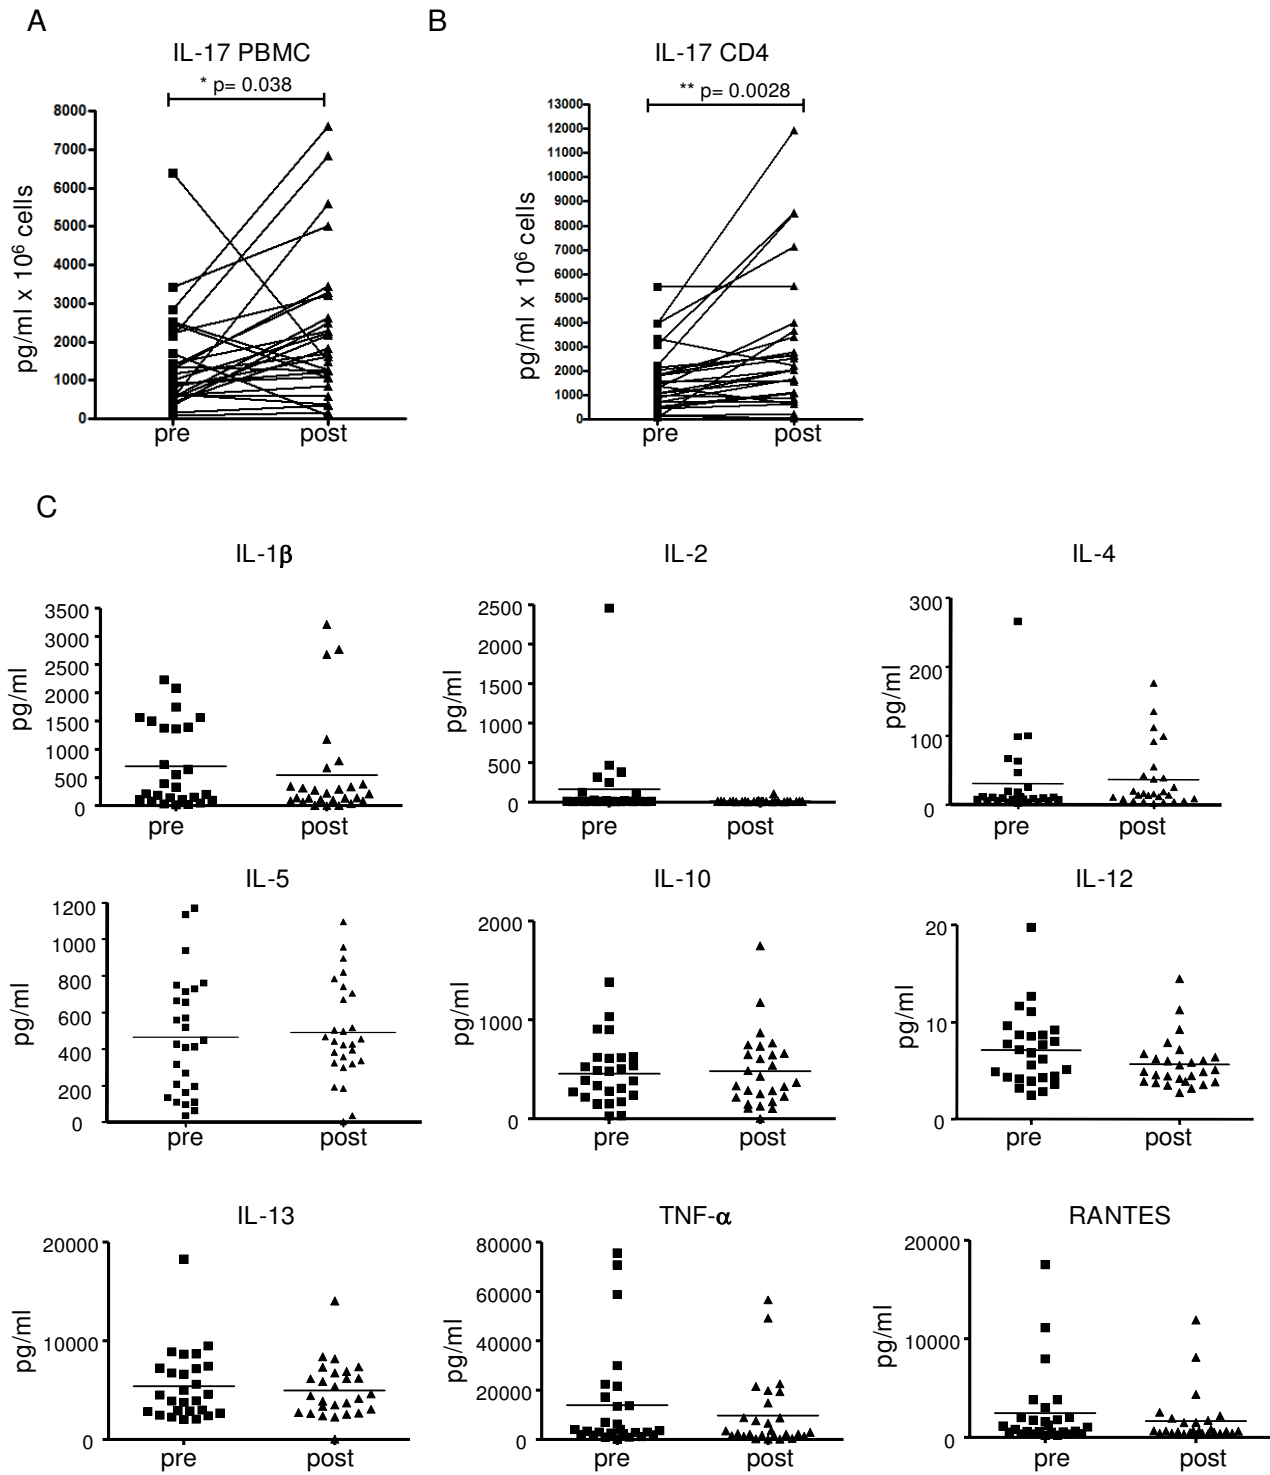 A
B
IL-17 PBMC
IL-17 CD4
* p= 0.038
** p= 0.0028
pg/ml x 10⁶ cells
8000
7000
6000
5000
4000
3000
2000
1000
0
pre
post
pg/ml x 10⁶ cells
13000
12000
11000
10000
9000
8000
7000
6000
5000
4000
3000
2000
1000
0
pre
post
C
IL-1β
pg/ml
3500
3000
2500
2000
1500
1000
500
0
pre
post
IL-2
pg/ml
2500
2000
1500
1000
500
0
pre
post
IL-4
pg/ml
300
200
100
0
pre
post
IL-5
pg/ml
1200
1000
800
600
400
200
0
pre
post
IL-10
pg/ml
2000
1000
0
pre
post
IL-12
pg/ml
20
10
0
pre
post
IL-13
pg/ml
20000
10000
0
pre
post
TNF-α
pg/ml
80000
60000
40000
20000
0
pre
post
RANTES
pg/ml
20000
10000
0
pre
post